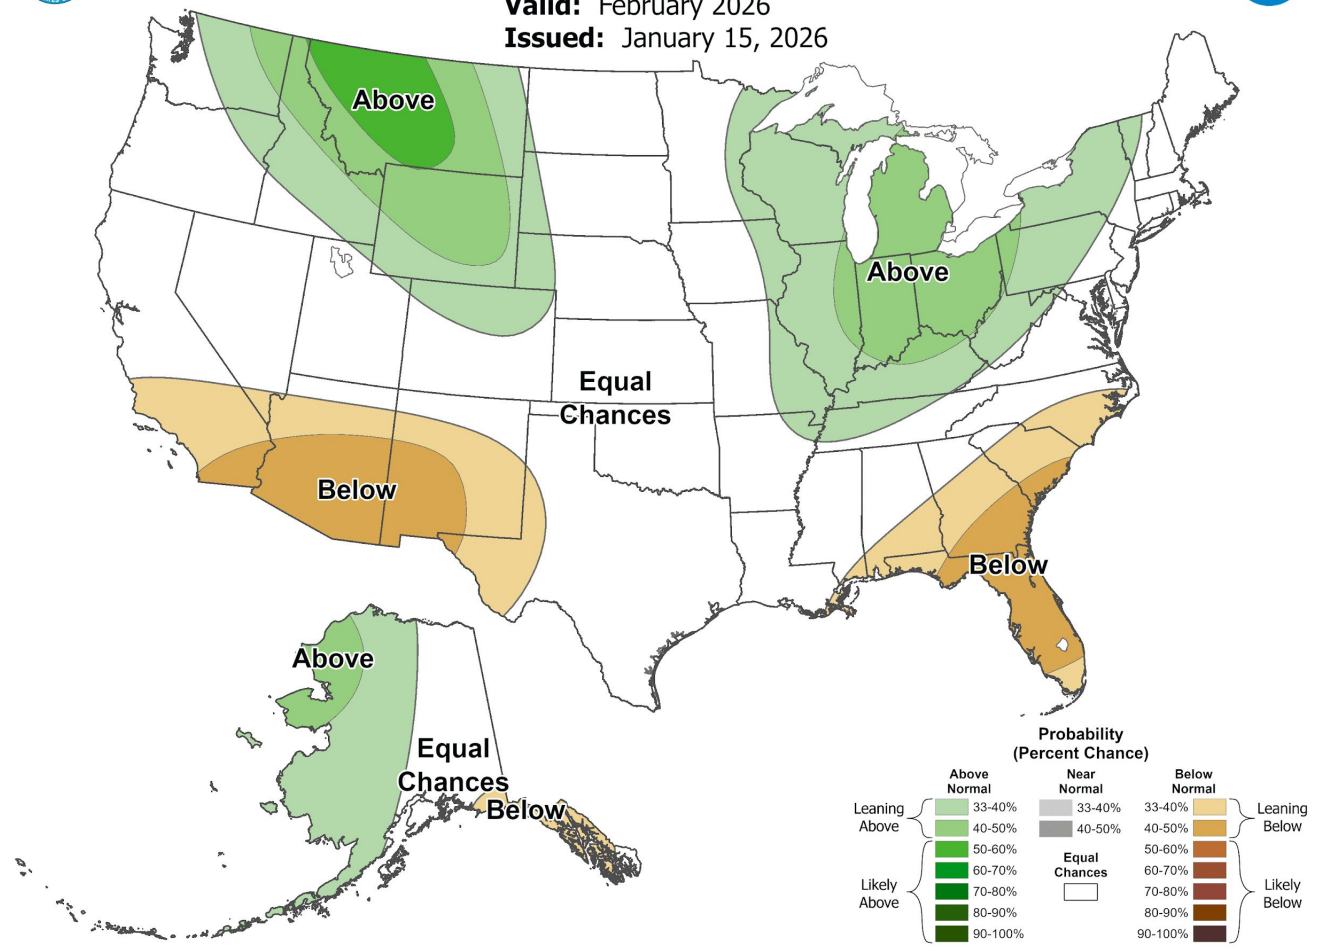 Valid: February 2026
Issued: January 15, 2026
Above
Above
Equal
Chances
Below
Below
Above
Equal
Chances
Below
Probability
(Percent Chance)
Above
Normal
Near
Normal
Below
Normal
Leaning
Above
33-40%
40-50%
33-40%
40-50%
33-40%
40-50%
Leaning
Below
Equal
Chances
Likely
Above
50-60%
60-70%
70-80%
80-90%
90-100%
50-60%
60-70%
70-80%
80-90%
90-100%
Likely
Below